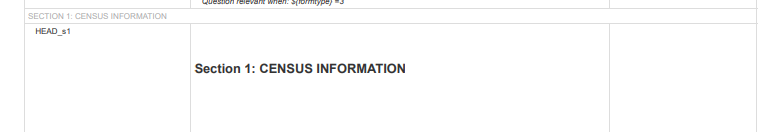 Question relevant when: ${formtype} =3
SECTION 1: CENSUS INFORMATION
HEAD_s1
Section 1: CENSUS INFORMATION